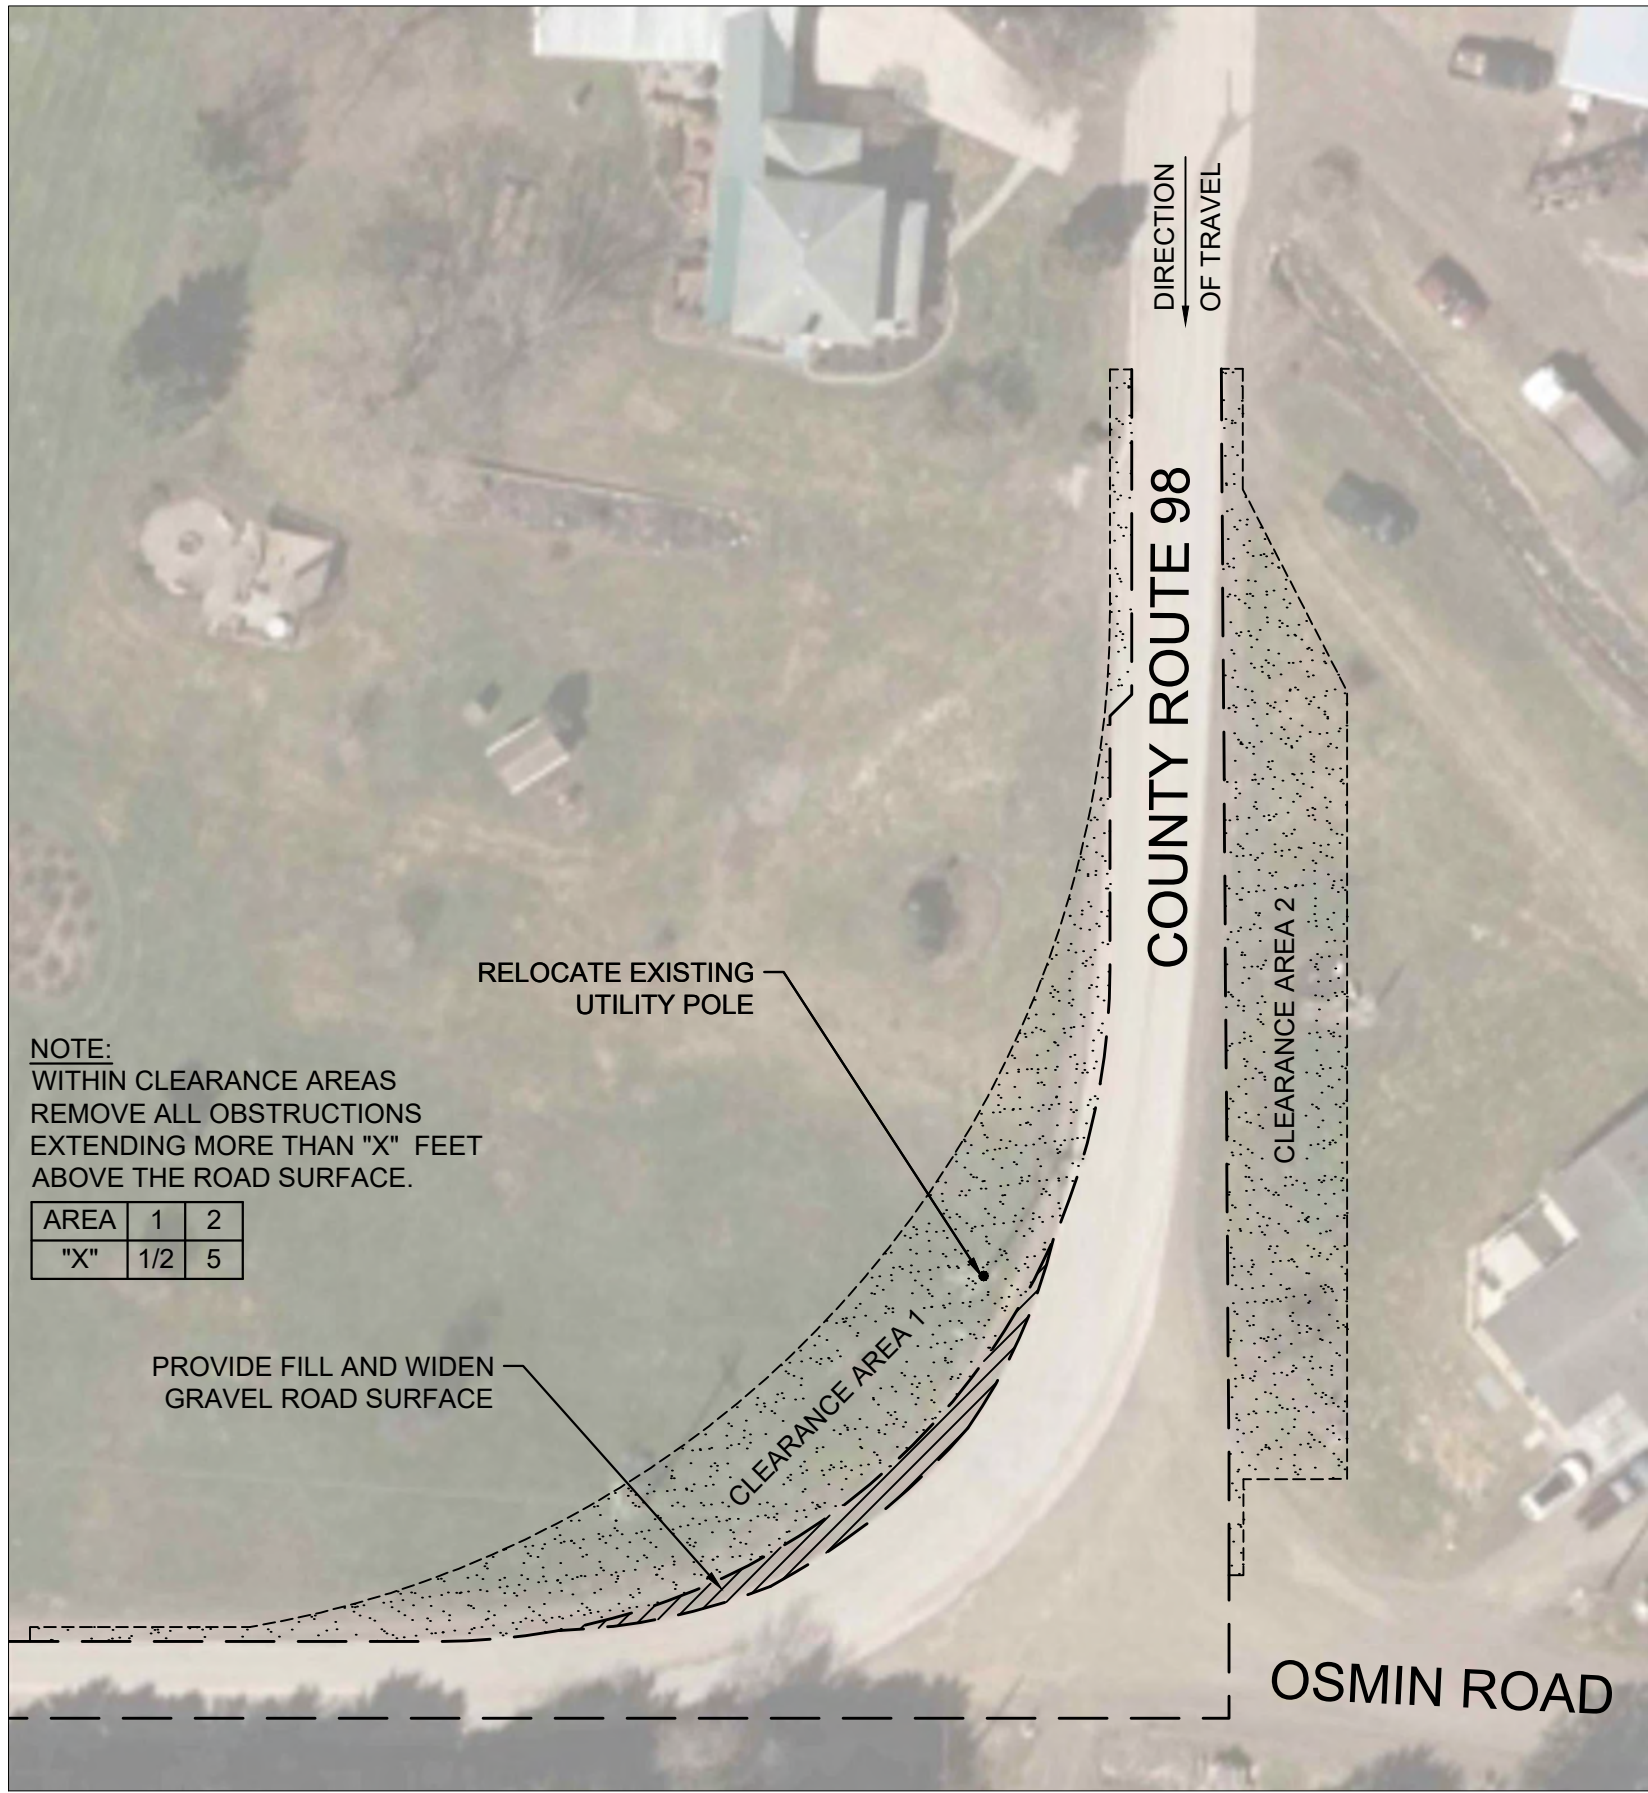 DIRECTION
OF TRAVEL
COUNTY ROUTE 98
RELOCATE EXISTING
UTILITY POLE
CLEARANCE AREA 2
NOTE:
WITHIN CLEARANCE AREAS
REMOVE ALL OBSTRUCTIONS
EXTENDING MORE THAN "X" FEET
ABOVE THE ROAD SURFACE.
AREA 1 2
"X" 1/2 5
CLEARANCE AREA 1
PROVIDE FILL AND WIDEN
GRAVEL ROAD SURFACE
OSMIN ROAD